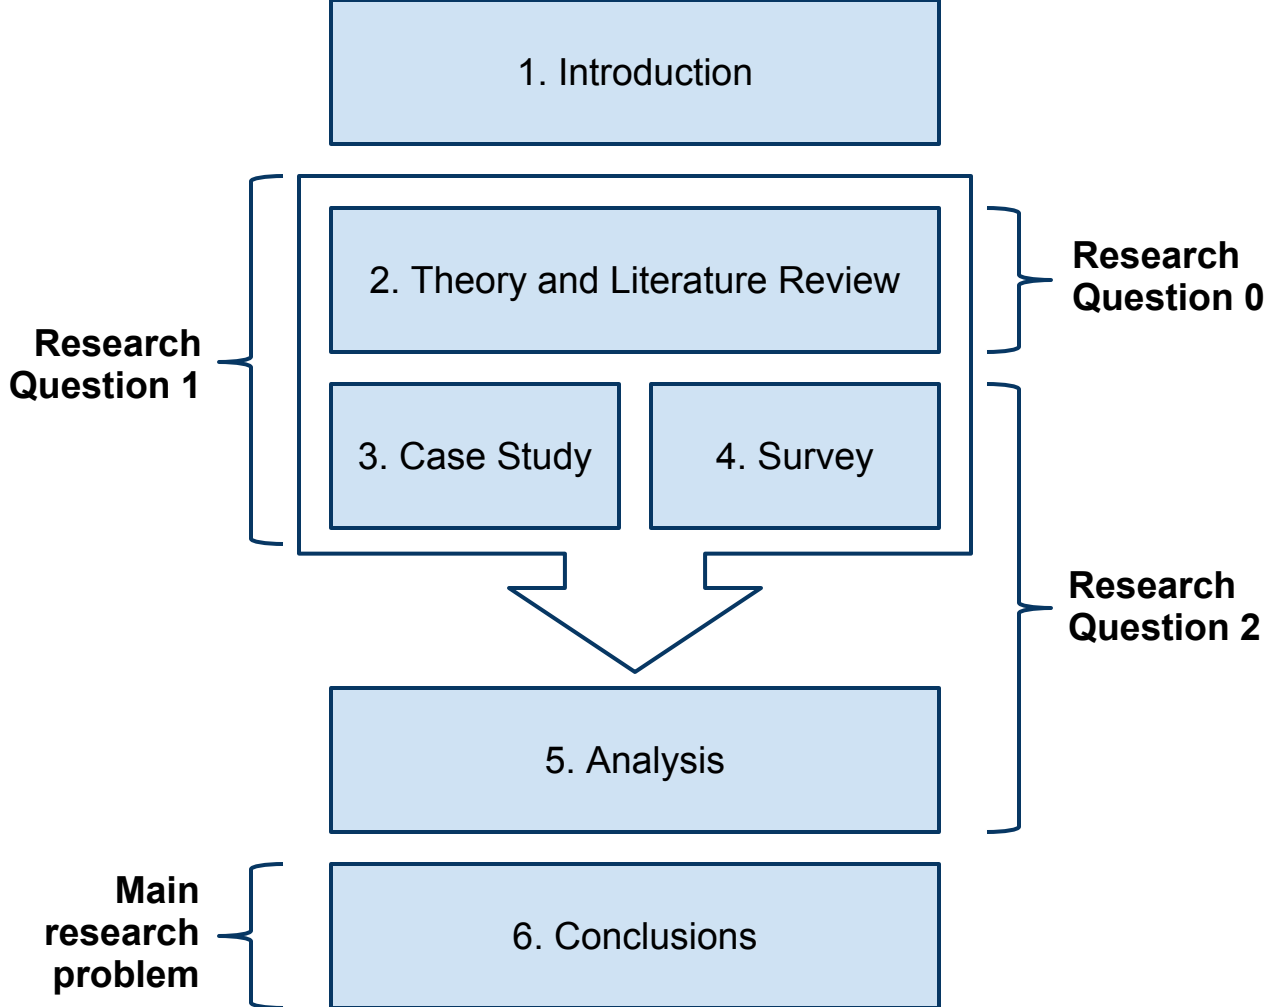 1. Introduction
2. Theory and Literature Review
Research
Question 0
Research
Question 1
3. Case Study
4. Survey
Research
Question 2
5. Analysis
Main
research
problem
6. Conclusions